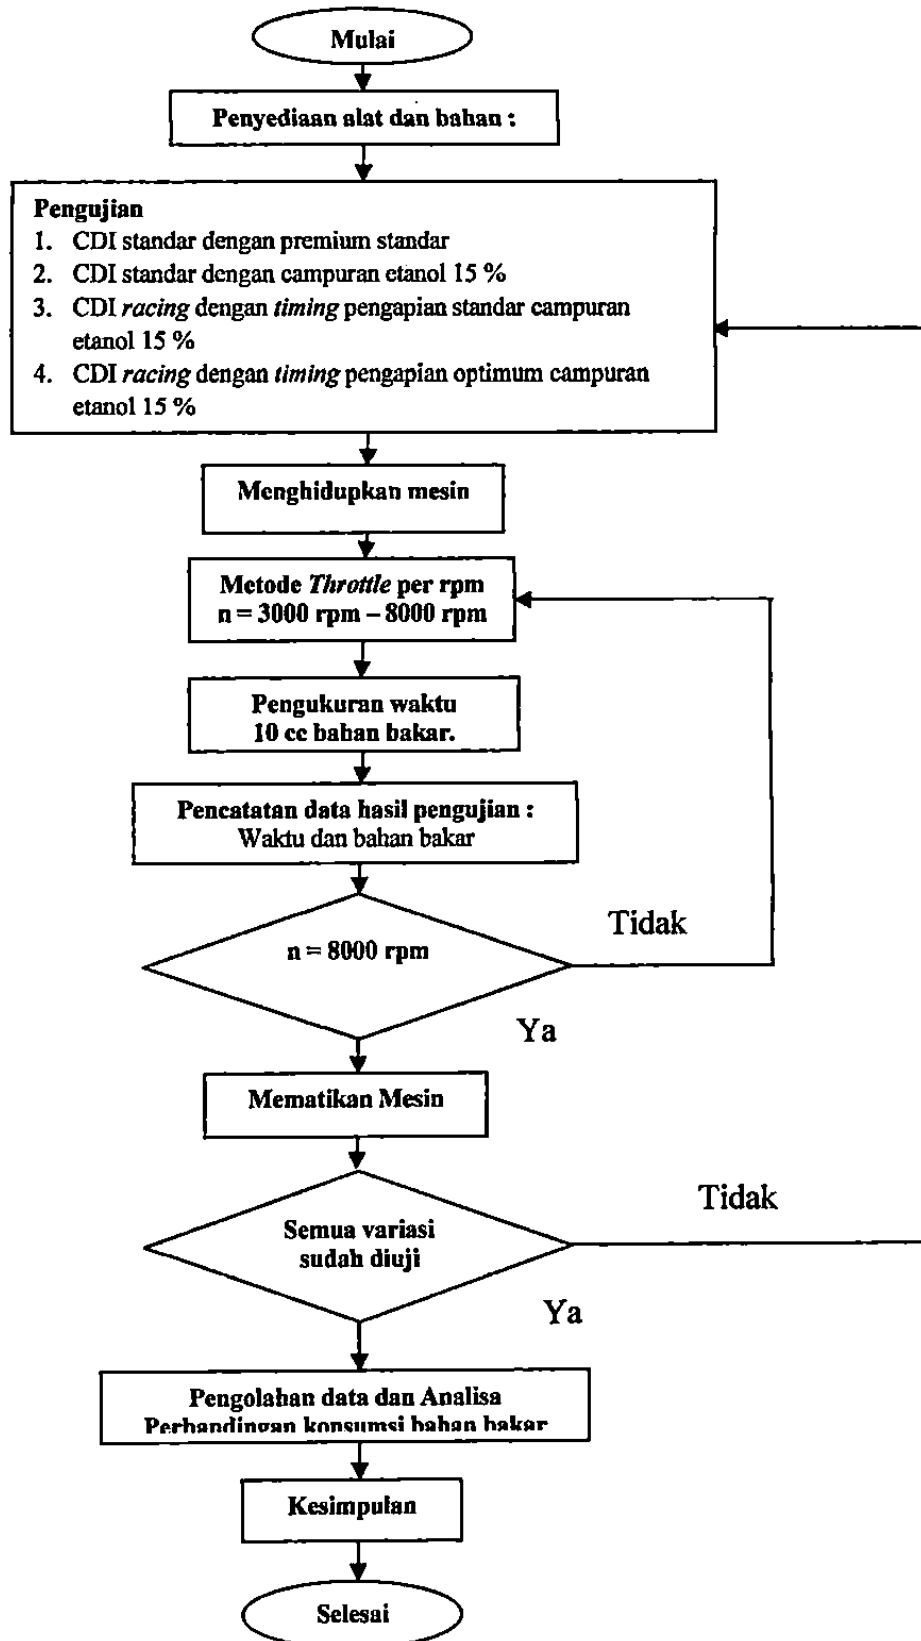 Mulai
Penyediaan alat dan bahan :
Pengujian
1. CDI standar dengan premium standar
2. CDI standar dengan campuran etanol 15 %
3. CDI racing dengan timing pengapian standar campuran
etanol 15 %
4. CDI racing dengan timing pengapian optimum campuran
etanol 15 %
Menghidupkan mesin
Metode Throttle per rpm
n = 3000 rpm – 8000 rpm
Pengukuran waktu
10 cc bahan bakar.
Pencatatan data hasil pengujian :
Waktu dan bahan bakar
n = 8000 rpm
Tidak
Ya
Mematikan Mesin
Semua variasi
sudah diuji
Tidak
Ya
Pengolahan data dan Analisa
Perbandingan konsumsi bahan bakar
Kesimpulan
Selesai